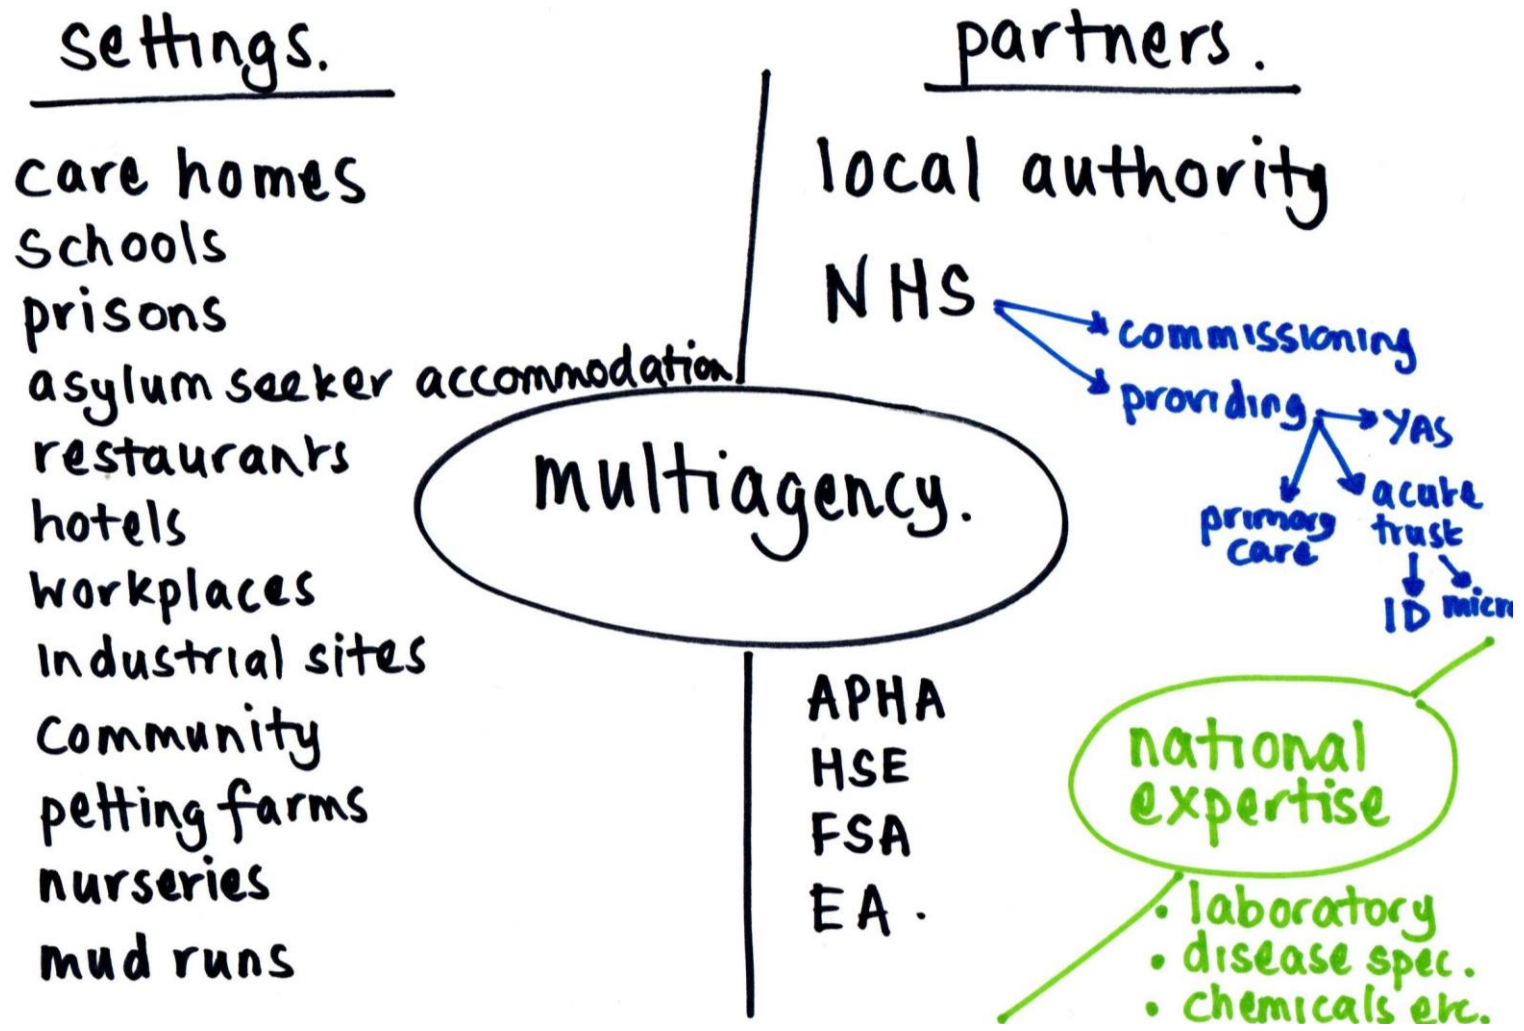 settings.
care homes
schools
prisons
asylum seeker accommodation
restaurants
hotels
workplaces
industrial sites
community
petting farms
nurseries
mud runs
multiagency.
partners.
local authority
NHS
commissioning
providing
YAS
primary
care
acute
trust
ID
micro
APHA
HSE
FSA
EA.
national
expertise
• laboratory
• disease spec.
• chemicals etc.